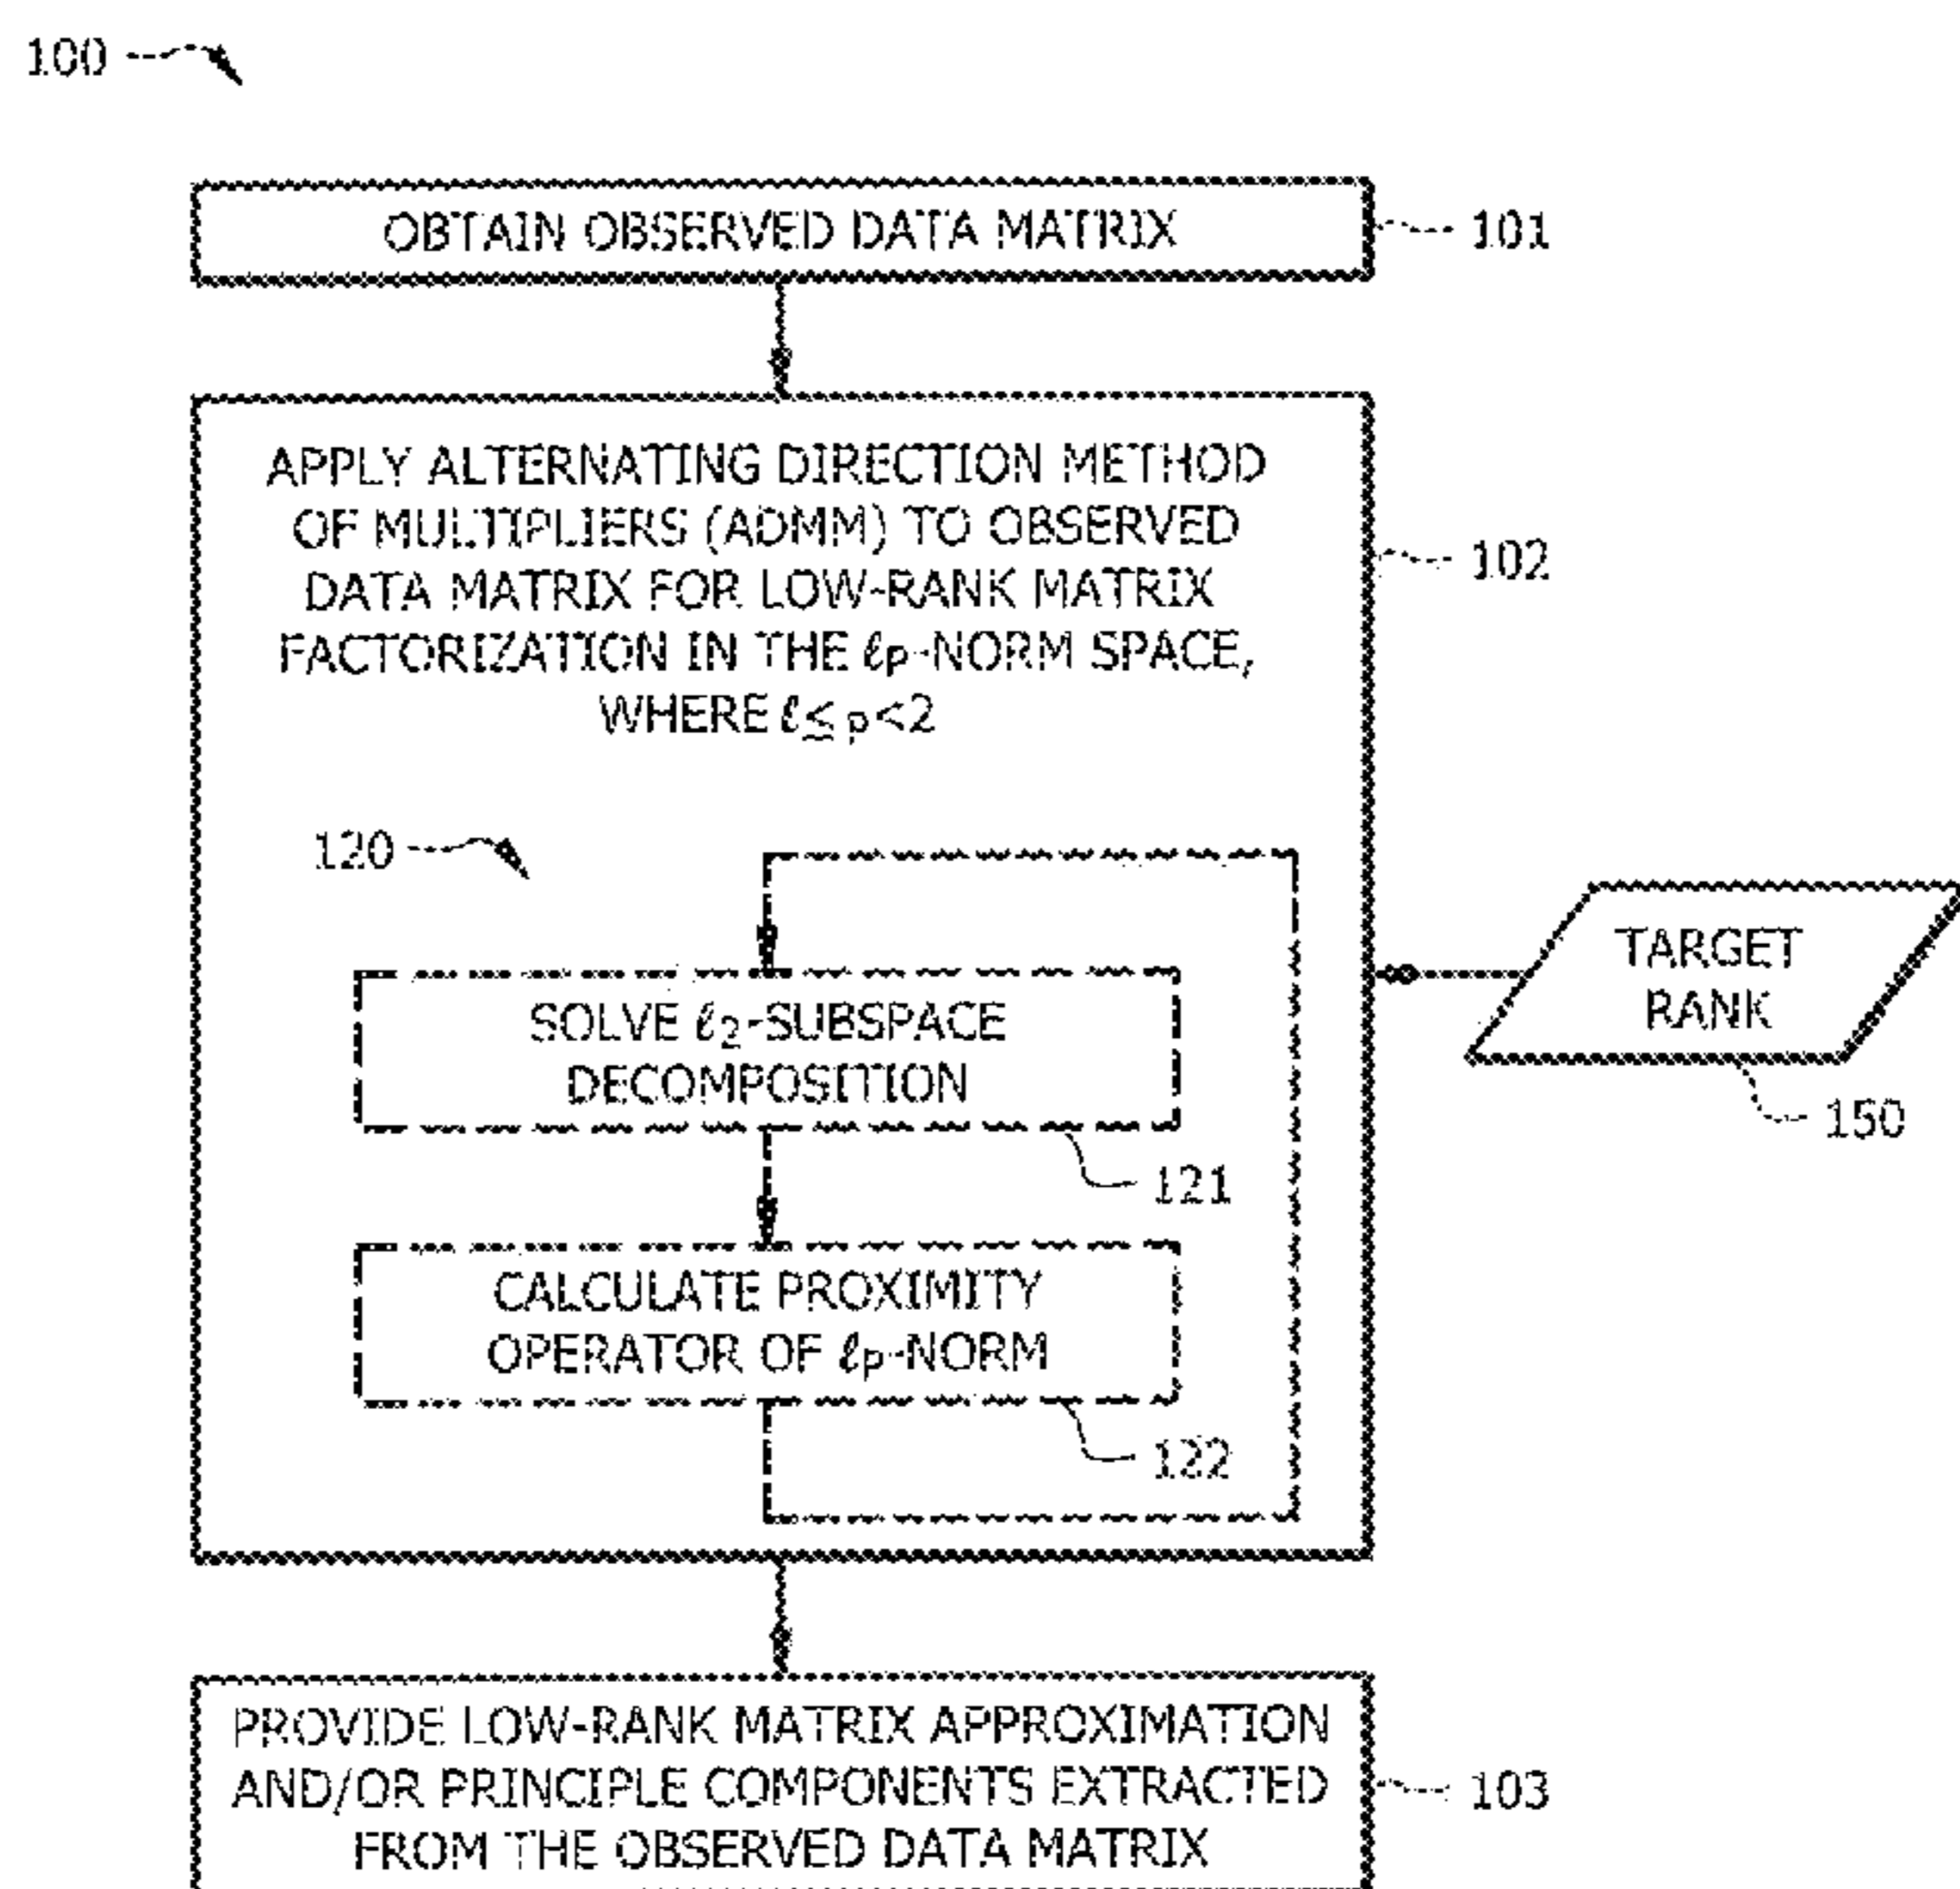 100
OBTAIN OBSERVED DATA MATRIX
101
APPLY ALTERNATING DIRECTION METHOD
OF MULTIPLIERS (ADMM) TO OBSERVED
DATA MATRIX FOR LOW-RANK MATRIX
FACTORIZATION IN THE ℓp-NORM SPACE,
WHERE ℓ≤p<2
102
120
SOLVE ℓ2-SUBSPACE
DECOMPOSITION
121
CALCULATE PROXIMITY
OPERATOR OF ℓp-NORM
122
TARGET
RANK
150
PROVIDE LOW-RANK MATRIX APPROXIMATION
AND/OR PRINCIPLE COMPONENTS EXTRACTED
FROM THE OBSERVED DATA MATRIX
103